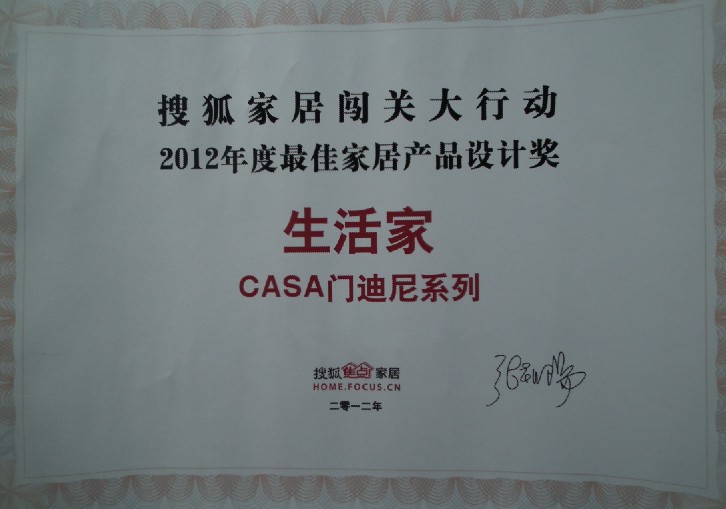 搜狐家居闯关大行动
2012年度最佳家居产品设计奖
生活家
CASA门迪尼系列
搜狐焦点家居
HOME.FOCUS.CN
二零一二年